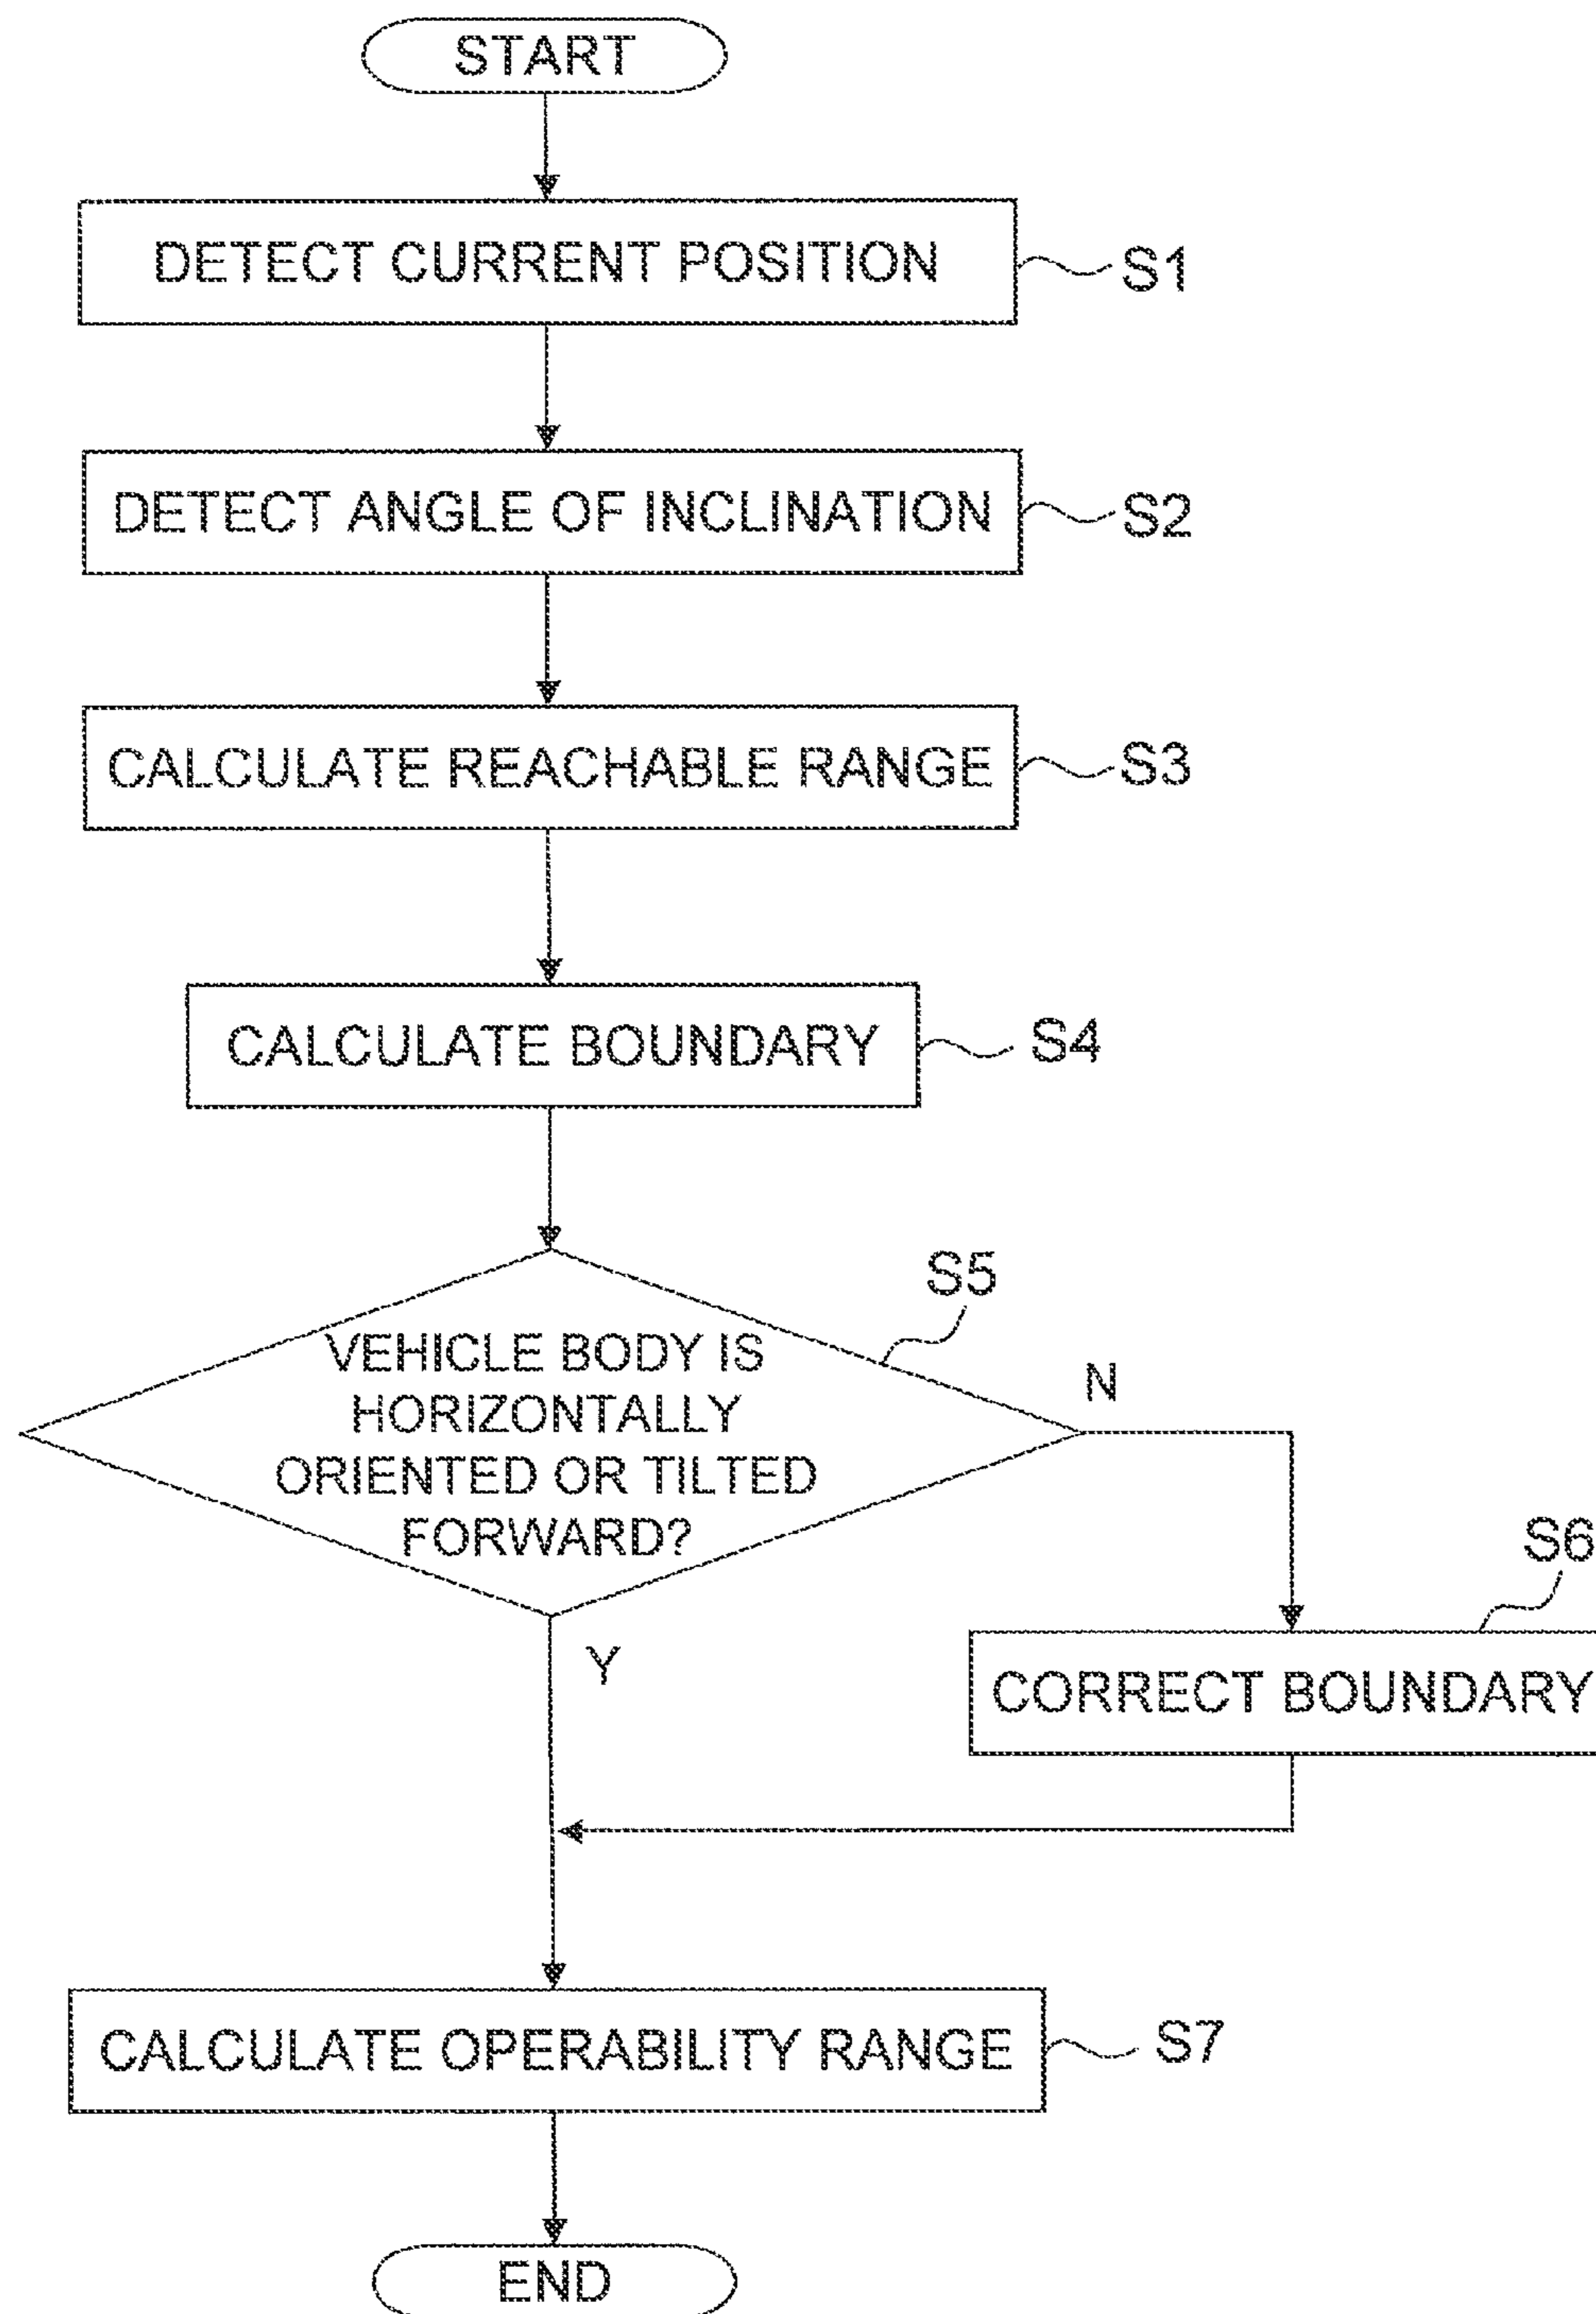 START
DETECT CURRENT POSITION
S1
DETECT ANGLE OF INCLINATION
S2
CALCULATE REACHABLE RANGE
S3
CALCULATE BOUNDARY
S4
S5
VEHICLE BODY IS
HORIZONTALLY
ORIENTED OR TILTED
FORWARD?
N
Y
S6
CORRECT BOUNDARY
CALCULATE OPERABILITY RANGE
S7
END